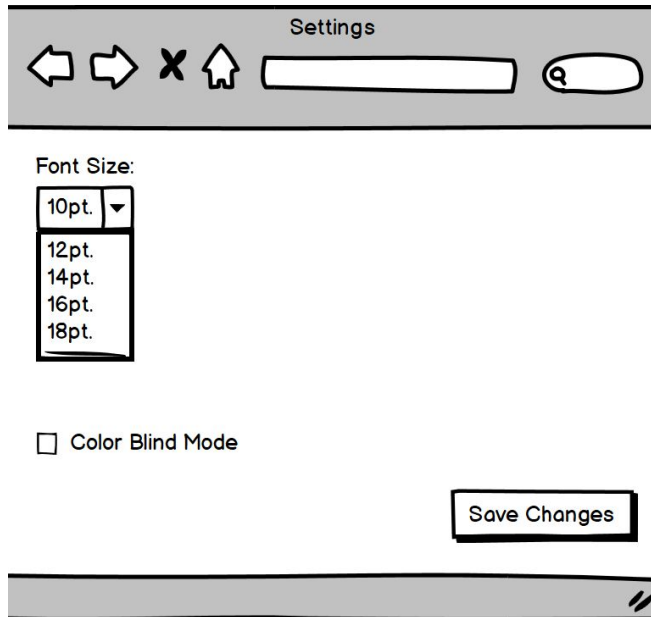 Settings
Font Size:
10pt.
12pt.
14pt.
16pt.
18pt.
Color Blind Mode
Save Changes